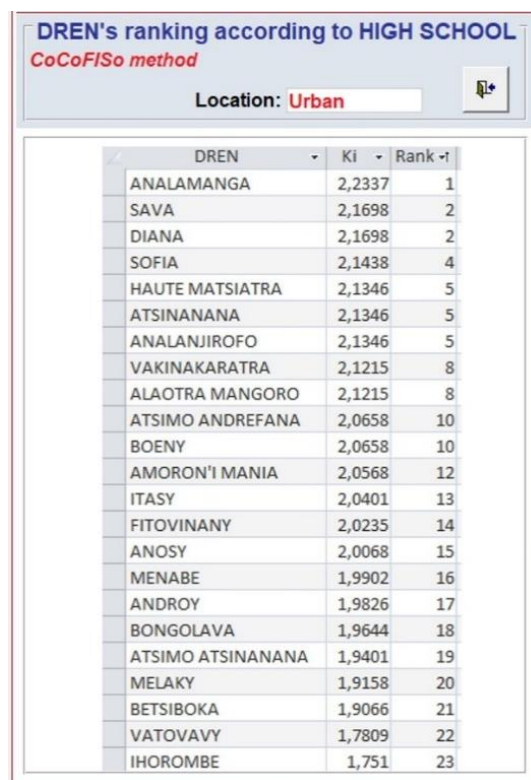 DREN's ranking according to HIGH SCHOOL
CoCoFISo method
Location: Urban
DREN Ki Rank
ANALAMANGA 2,2337 1
SAVA 2,1698 2
DIANA 2,1698 2
SOFIA 2,1438 4
HAUTE MATSIATRA 2,1346 5
ATSINANANA 2,1346 5
ANALANJIROFO 2,1346 5
VAKINAKARATRA 2,1215 8
ALAOTRA MANGORO 2,1215 8
ATSIMO ANDREFANA 2,0658 10
BOENY 2,0658 10
AMORON'I MANIA 2,0568 12
ITASY 2,0401 13
FITOVINANY 2,0235 14
ANOSY 2,0068 15
MENABE 1,9902 16
ANDROY 1,9826 17
BONGOLAVA 1,9644 18
ATSIMO ATSINANANA 1,9401 19
MELAKY 1,9158 20
BETSIBOKA 1,9066 21
VATOVAVY 1,7809 22
IHOROMBE 1,751 23